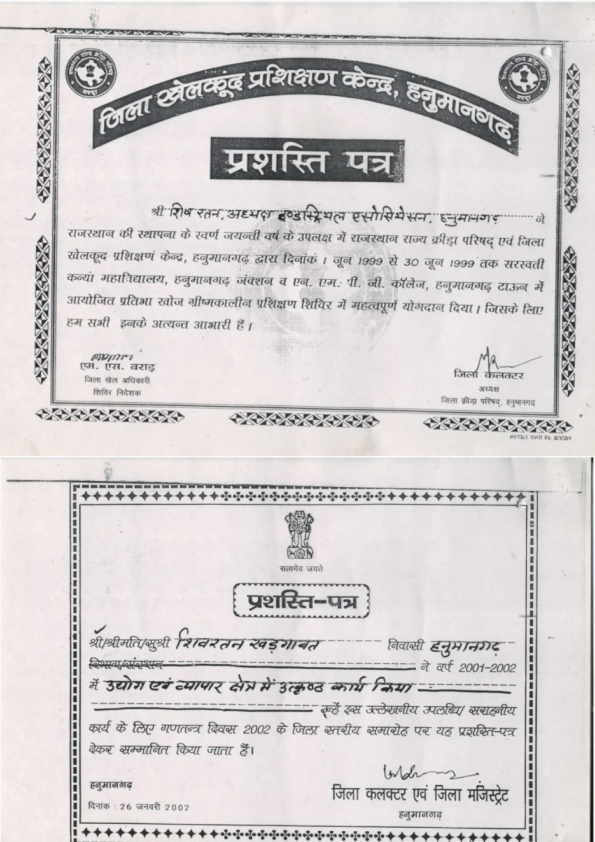 जिला खेलकूद प्रशिक्षण केन्द्र, हनुमानगढ़
प्रशस्ति पत्र
श्री शिव रतन, अध्यक्ष इण्डस्ट्रियल एसोसियेसन, हनुमानगढ़ ने
राजस्थान की स्थापना के स्वर्ण जयन्ती वर्ष के उपलक्ष में राजस्थान राज्य क्रीड़ा परिषद् एवं जिला
खेलकूद प्रशिक्षणं केन्द्र, हनुमानगढ़ द्वारा दिनांक 1 जून 1999 से 30 जून 1999 तक सरस्वती
कन्या महाविद्यालय, हनुमानगढ़ जंक्शन व एन. एम. पी. जी. कॉलेज, हनुमानगढ़ टाऊन में
आयोजित प्रतिभा खोज ग्रीष्मकालीन प्रशिक्षण शिविर में महत्वपूर्ण योगदान दिया। जिसके लिए
हम सभी इनके अत्यन्त आभारी हैं।
एम. एस. बराड़
जिला खेल अधिकारी
शिविर निदेशक
जिला कलक्टर
अध्यक्ष
जिला क्रीड़ा परिषद्, हनुमानगढ़
सत्यमेव जयते
प्रशस्ति-पत्र
श्री/श्रीमति/सुश्री शिवरतन खड़गावत निवासी हनुमानगढ़
विभाग/संस्थान ने वर्ष 2001-2002
में उद्योग एवं व्यापार क्षेत्र में उत्कृष्ठ कार्य किया
इन्हें इस उल्लेखनीय उपलब्धि/ सराहनीय
कार्य के लिए गणतन्त्र दिवस 2002 के जिला स्तरीय समारोह पर यह प्रशस्ति-पत्र
देकर सम्मानित किया जाता है।
हनुमानगढ़
दिनांक : 26 जनवरी 2002
जिला कलक्टर एवं जिला मजिस्ट्रेट
हनुमानगढ़